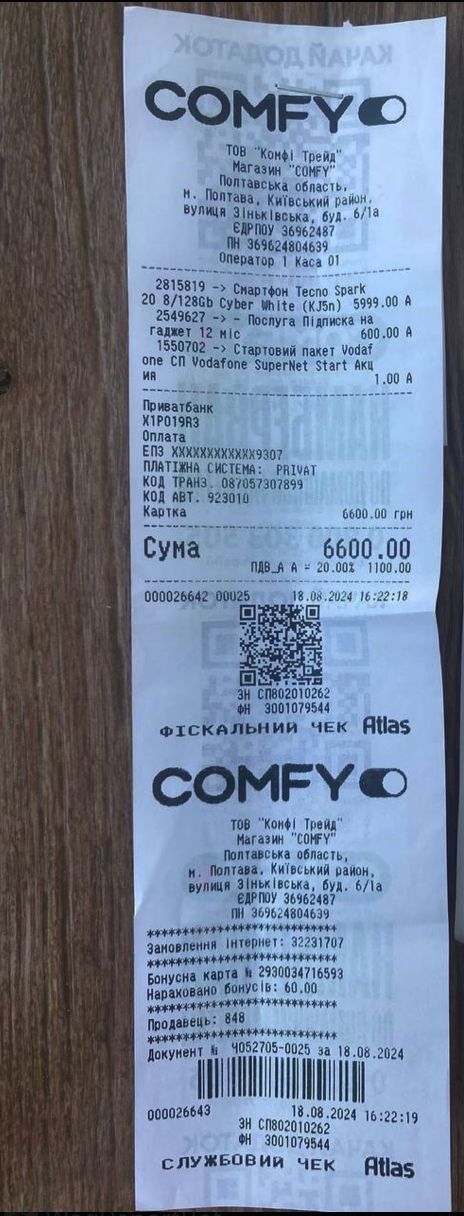 COMFY
ТОВ "Комфі Трейд"
Магазин "COMFY"
Полтавська область,
м. Полтава, Київський район,
вулиця Зіньківська, буд. 6/1а
ЄДРПОУ 36962487
ПН 369624804639
Оператор 1 Каса 01
2815819 -> Смартфон Tecno Spark
20 8/128Gb Cyber White (KJ5n) 5999.00 А
2549627 -> - Послуга Підписка на
гаджет 12 міс 600.00 А
1550702 -> Стартовий пакет Vodaf
one СП Vodafone SuperNet Start Акц
ия 1.00 А
Приватбанк
X1P019R3
Оплата
ЕПЗ XXXXXXXXXXXX9307
ПЛАТІЖНА СИСТЕМА: PRIVAT
КОД ТРАНЗ. 087057307899
КОД АВТ. 923010
Картка 6600.00 грн
Сума 6600.00
ПДВ_А А = 20.00% 1100.00
000026642 00025 18.08.2024 16:22:18
ЗН СП802010262
ФН 3001079544
ФІСКАЛЬНИЙ ЧЕК Atlas
COMFY
ТОВ "Комфі Трейд"
Магазин "COMFY"
Полтавська область,
м. Полтава, Київський район,
вулиця Зіньківська, буд. 6/1а
ЄДРПОУ 36962487
ПН 369624804639
************************
Замовлення інтернет: 32231707
************************
Бонусна карта № 2930034716593
Нараховано бонусів: 60.00
************************
Продавець: 848
************************
Документ № Ч052705-0025 за 18.08.2024
000026643 18.08.2024 16:22:19
ЗН СП802010262
ФН 3001079544
СЛУЖБОВИЙ ЧЕК Atlas